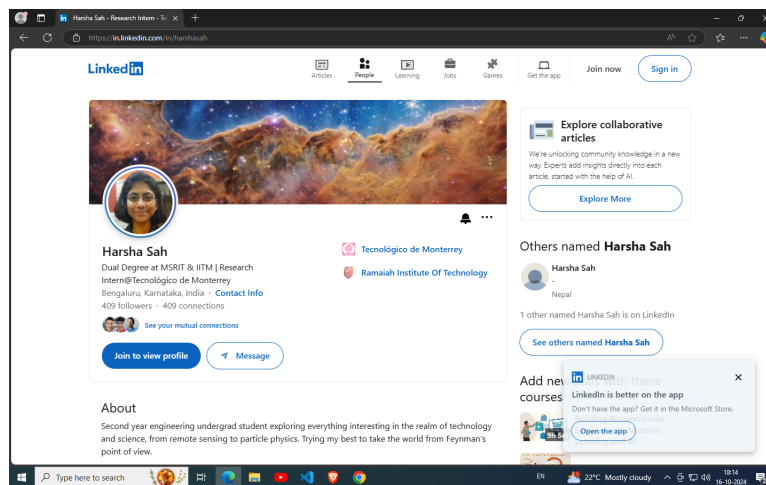 Harsha Sah - Research Intern - Te
https://in.linkedin.com/in/harshasah
Linked in
Articles
People
Learning
Jobs
Games
Get the app
Join now
Sign in
Harsha Sah
Dual Degree at MSRIT & IITM | Research
Intern@Tecnológico de Monterrey
Bengaluru, Karnataka, India · Contact Info
409 followers · 409 connections
See your mutual connections
Join to view profile
Message
Tecnológico de Monterrey
Ramaiah Institute Of Technology
About
Second year engineering undergrad student exploring everything interesting in the realm of technology
and science, from remote sensing to particle physics. Trying my best to take the world from Feynman's
point of view.
Explore collaborative
articles
We're unlocking community knowledge in a new
way. Experts add insights directly into each
article, started with the help of AI.
Explore More
Others named Harsha Sah
Harsha Sah
-
Nepal
1 other named Harsha Sah is on LinkedIn
See others named Harsha Sah
Add new skills with these
courses
9h
LINKEDIN
LinkedIn is better on the app
Don't have the app? Get it in the Microsoft Store.
Open the app
Type here to search
EN
22°C Mostly cloudy
18:14
16-10-2024